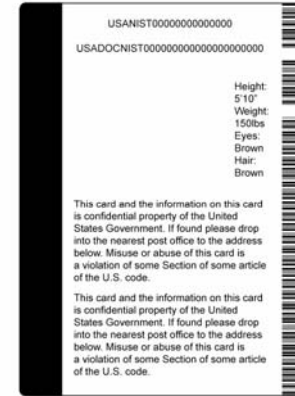 USANIST00000000000000
USADOCNIST000000000000000000000
Height:
5'10"
Weight:
150lbs
Eyes:
Brown
Hair:
Brown
This card and the information on this card
is confidential property of the United
States Government. If found please drop
into the nearest post office to the address
below. Misuse or abuse of this card is
a violation of some Section of some article
of the U.S. code.
This card and the information on this card
is confidential property of the United
States Government. If found please drop
into the nearest post office to the address
below. Misuse or abuse of this card is
a violation of some Section of some article
of the U.S. code.